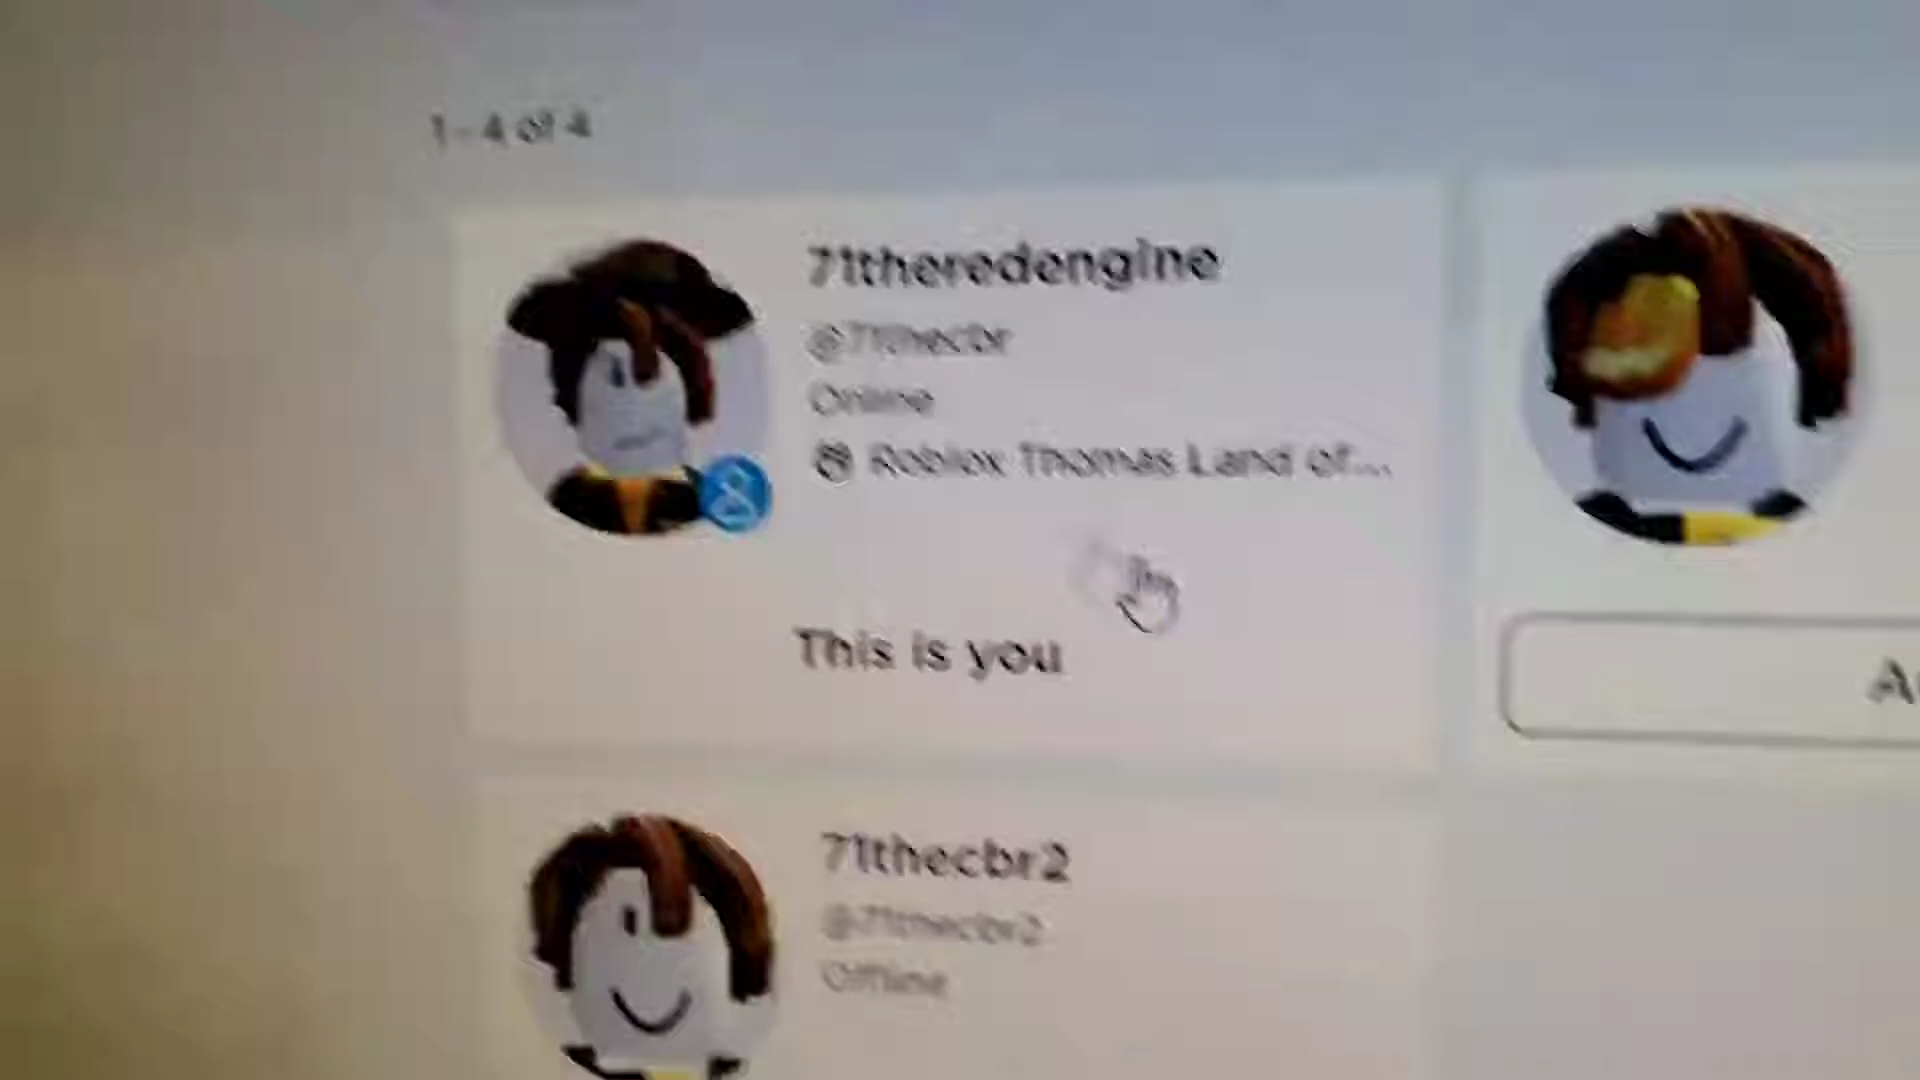 1 - 4 of 4
71theredengine
@71thecbr
Online
Roblox Thomas Land of...
This is you
71thecbr2
@71thecbr2
Offline